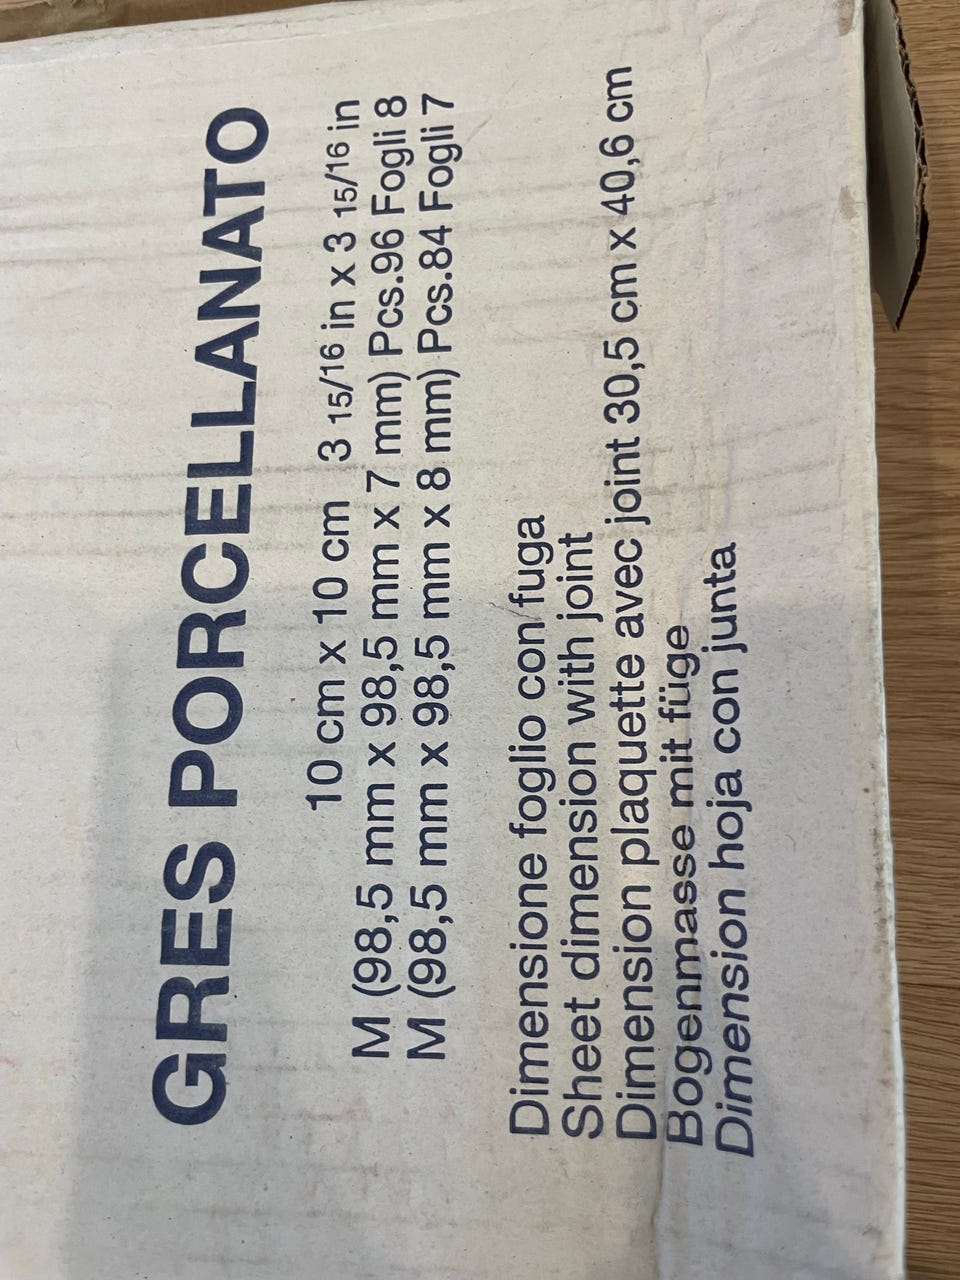 GRES PORCELLANATO
10 cm x 10 cm 3 15/16 in x 3 15/16 in
M (98,5 mm x 98,5 mm x 7 mm) Pcs.96 Fogli 8
M (98,5 mm x 98,5 mm x 8 mm) Pcs.84 Fogli 7
Dimensione foglio con fuga
Sheet dimension with joint
Dimension plaquette avec joint 30,5 cm x 40,6 cm
Bogenmasse mit füge
Dimension hoja con junta